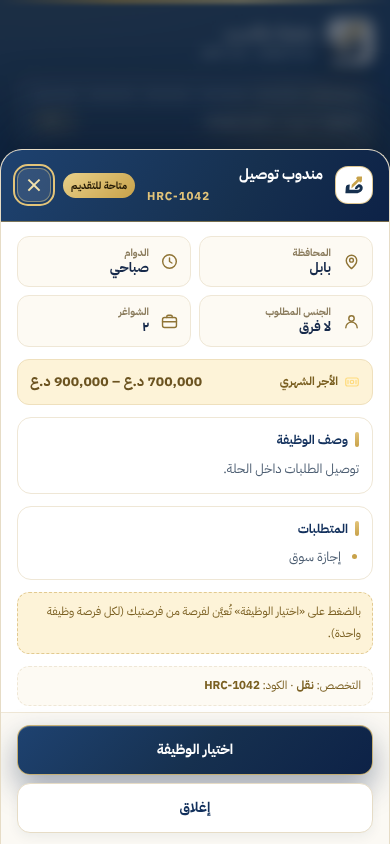 مندوب توصيل
HRC-1042
متاحة للتقديم
المحافظة
بابل
الدوام
صباحي
الجنس المطلوب
لا فرق
الشواغر
٢
الأجر الشهري
700,000 د.ع – 900,000 د.ع
وصف الوظيفة
توصيل الطلبات داخل الحلة.
المتطلبات
إجازة سوق
بالضغط على «اختيار الوظيفة» تُعيَّن لفرصة من فرصتيك (لكل فرصة وظيفة
واحدة).
التخصص: نقل · الكود: HRC-1042
اختيار الوظيفة
إغلاق